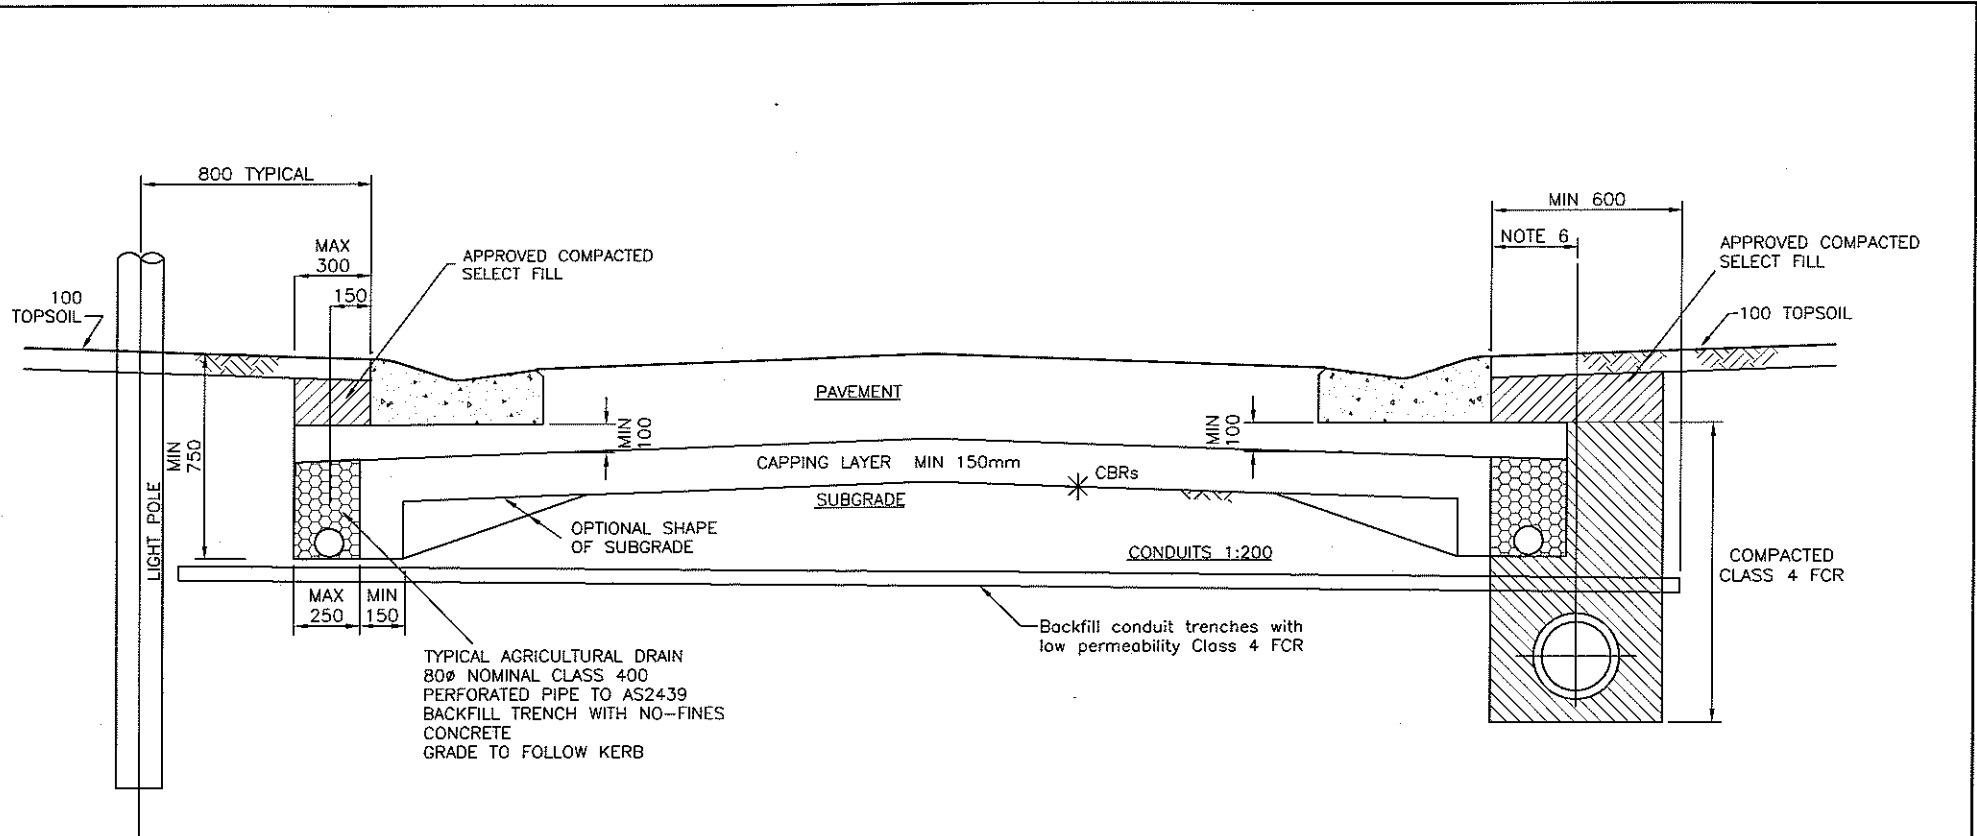 800 TYPICAL
MIN 600
NOTE 6
MAX
300
150
APPROVED COMPACTED
SELECT FILL
APPROVED COMPACTED
SELECT FILL
100
TOPSOIL
100 TOPSOIL
PAVEMENT
MIN
750
MIN
100
MIN
100
CAPPING LAYER MIN 150mm
CBRs
SUBGRADE
LIGHT POLE
OPTIONAL SHAPE
OF SUBGRADE
CONDUITS 1:200
COMPACTED
CLASS 4 FCR
MAX
250
MIN
150
Backfill conduit trenches with
low permeability Class 4 FCR
TYPICAL AGRICULTURAL DRAIN
80ø NOMINAL CLASS 400
PERFORATED PIPE TO AS2439
BACKFILL TRENCH WITH NO-FINES
CONCRETE
GRADE TO FOLLOW KERB